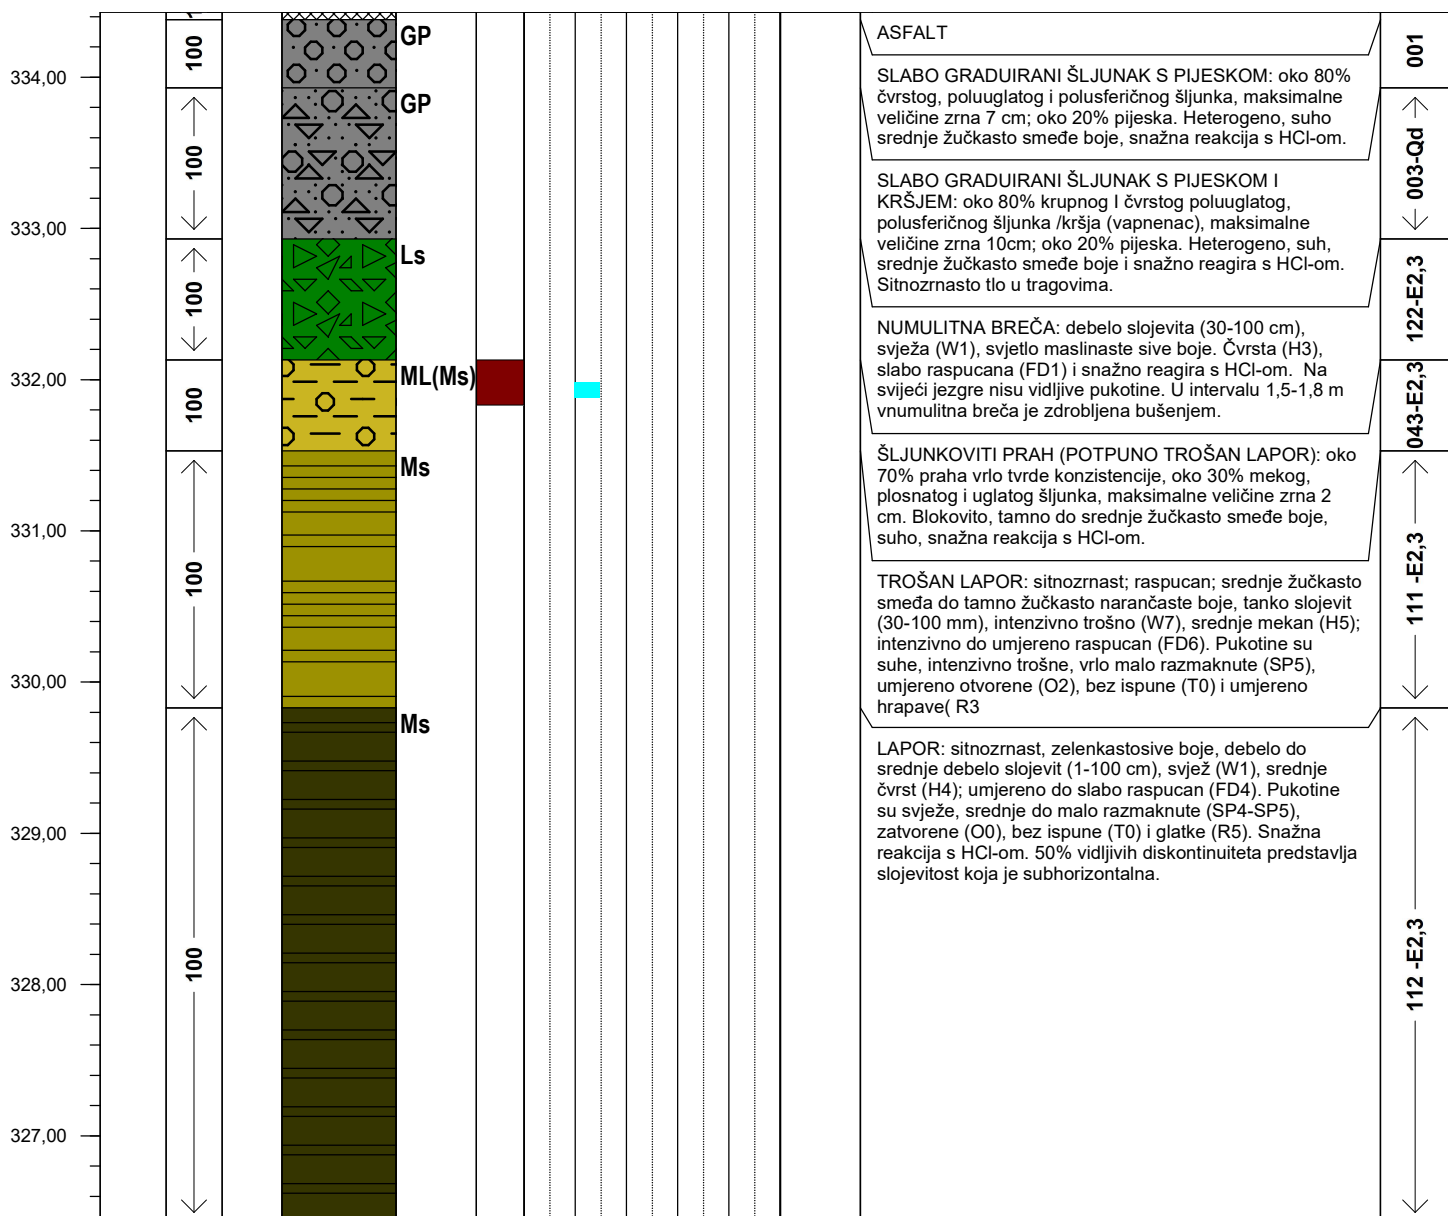 334,00
333,00
332,00
331,00
330,00
329,00
328,00
327,00
100
100
100
100
100
100
GP
GP
Ls
ML(Ms)
Ms
Ms
ASFALT
SLABO GRADUIRANI ŠLJUNAK S PIJESKOM: oko 80%
čvrstog, poluuglatog i polusferičnog šljunka, maksimalne
veličine zrna 7 cm; oko 20% pijeska. Heterogeno, suho
srednje žučkasto smeđe boje, snažna reakcija s HCl-om.
SLABO GRADUIRANI ŠLJUNAK S PIJESKOM I
KRŠJEM: oko 80% krupnog I čvrstog poluuglatog,
polusferičnog šljunka /kršja (vapnenac), maksimalne
veličine zrna 10cm; oko 20% pijeska. Heterogeno, suh,
srednje žučkasto smeđe boje i snažno reagira s HCl-om.
Sitnozrnasto tlo u tragovima.
NUMULITNA BREČA: debelo slojevita (30-100 cm),
svježa (W1), svjetlo maslinaste sive boje. Čvrsta (H3),
slabo raspucana (FD1) i snažno reagira s HCl-om.  Na
svijeći jezgre nisu vidljive pukotine. U intervalu 1,5-1,8 m
vnumulitna breča je zdrobljena bušenjem.
ŠLJUNKOVITI PRAH (POTPUNO TROŠAN LAPOR): oko
70% praha vrlo tvrde konzistencije, oko 30% mekog,
plosnatog i uglatog šljunka, maksimalne veličine zrna 2
cm. Blokovito, tamno do srednje žučkasto smeđe boje,
suho, snažna reakcija s HCl-om.
TROŠAN LAPOR: sitnozrnast; raspucan; srednje žučkasto
smeđa do tamno žučkasto narančaste boje, tanko slojevit
(30-100 mm), intenzivno trošno (W7), srednje mekan (H5);
intenzivno do umjereno raspucan (FD6). Pukotine su
suhe, intenzivno trošne, vrlo malo razmaknute (SP5),
umjereno otvorene (O2), bez ispune (T0) i umjereno
hrapave( R3
LAPOR: sitnozrnast, zelenkastosive boje, debelo do
srednje debelo slojevit (1-100 cm), svjež (W1), srednje
čvrst (H4); umjereno do slabo raspucan (FD4). Pukotine
su svježe, srednje do malo razmaknute (SP4-SP5),
zatvorene (O0), bez ispune (T0) i glatke (R5). Snažna
reakcija s HCl-om. 50% vidljivih diskontinuiteta predstavlja
slojevitost koja je subhorizontalna.
001
003-Qd
122-E2,3
043-E2,3
111 -E2,3
112 -E2,3